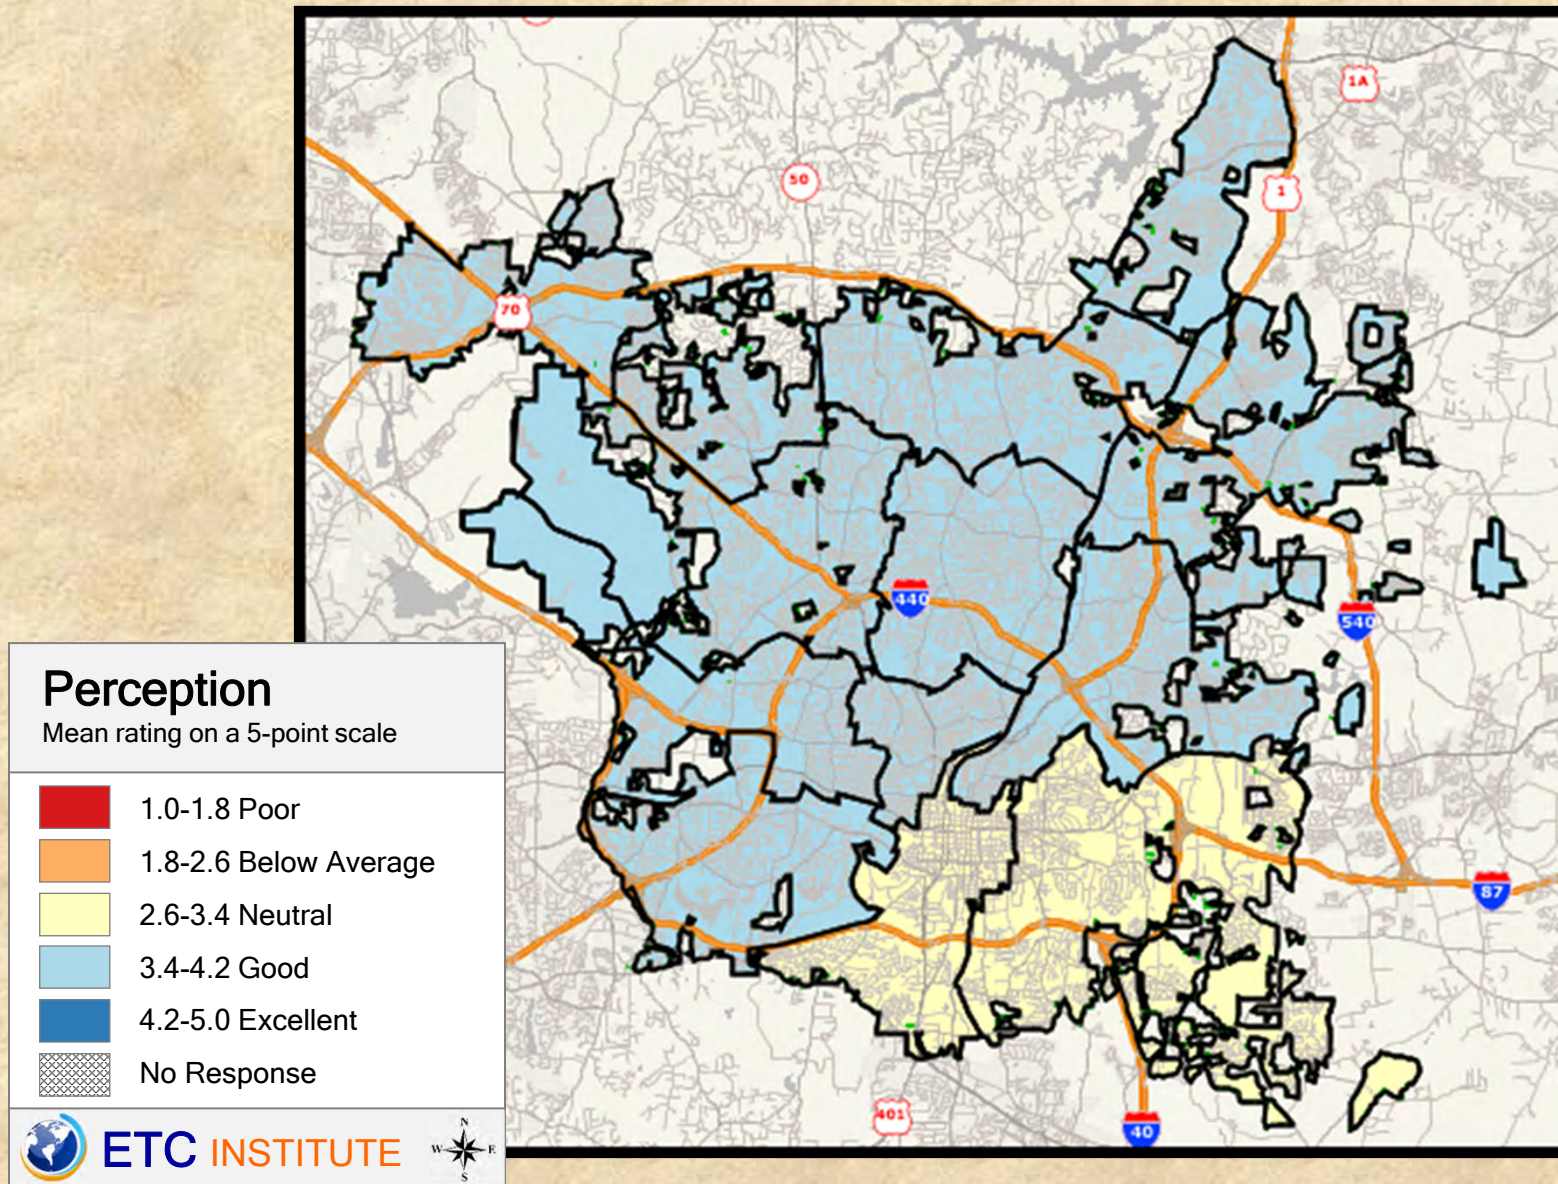 1A
50
1
70
440
540
87
401
40
Perception
Mean rating on a 5-point scale
1.0-1.8 Poor
1.8-2.6 Below Average
2.6-3.4 Neutral
3.4-4.2 Good
4.2-5.0 Excellent
No Response
ETC INSTITUTE
N
W E
S